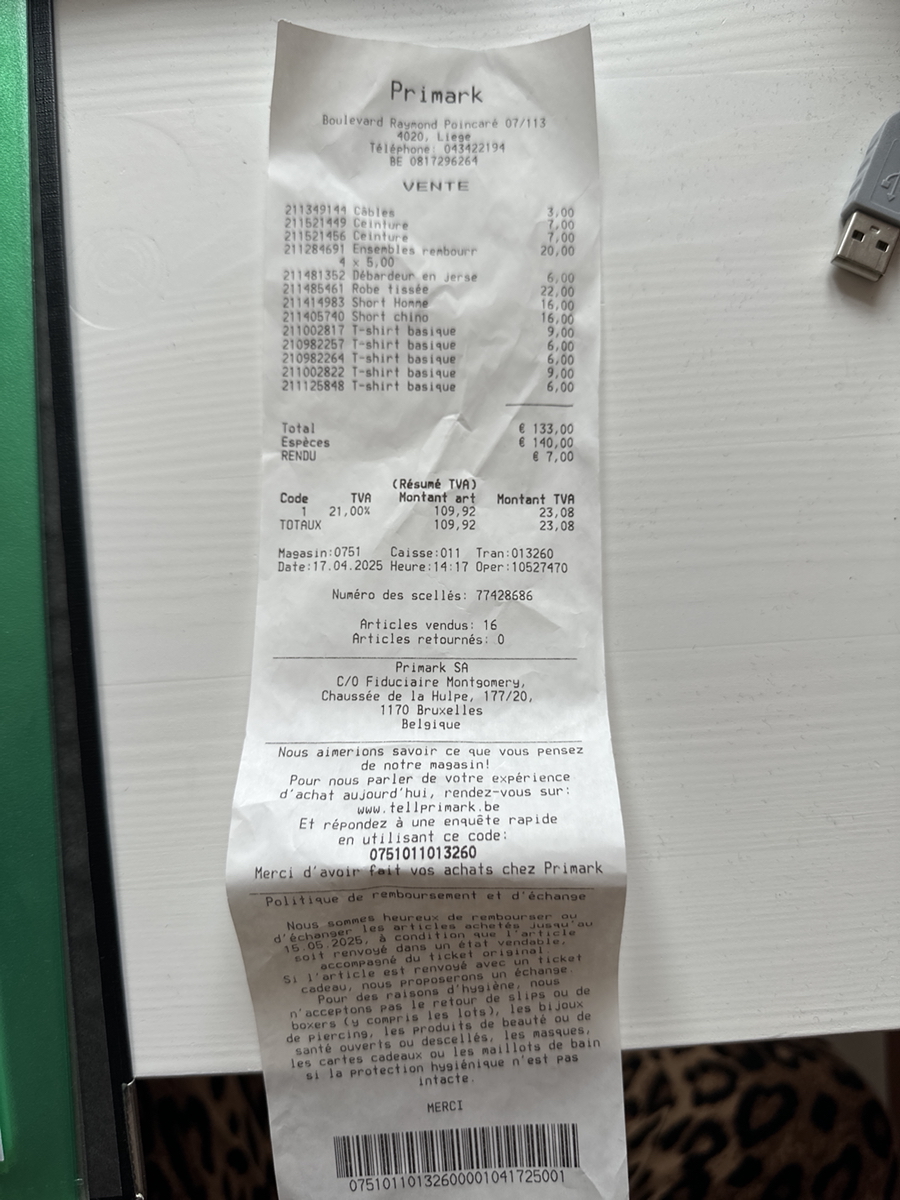 Primark
Boulevard Raymond Poincaré 07/113
4020, Liege
Téléphone: 043422194
BE 0817296264
VENTE
211349144 Câbles 3,00
211521449 Ceinture 7,00
211521456 Ceinture 7,00
211284691 Ensembles rembourr 20,00
4 x 5,00
211481352 Débardeur en jerse 6,00
211485461 Robe tissée 22,00
211414983 Short Homme 16,00
211405740 Short chino 16,00
211002817 T-shirt basique 9,00
210982257 T-shirt basique 6,00
210982264 T-shirt basique 6,00
211002822 T-shirt basique 9,00
211125848 T-shirt basique 6,00
Total € 133,00
Espèces € 140,00
RENDU € 7,00
(Résumé TVA)
Code TVA Montant art Montant TVA
1 21,00% 109,92 23,08
TOTAUX 109,92 23,08
Magasin:0751 Caisse:011 Tran:013260
Date:17.04.2025 Heure:14:17 Oper:10527470
Numéro des scellés: 77428686
Articles vendus: 16
Articles retournés: 0
Primark SA
C/O Fiduciaire Montgomery,
Chaussée de la Hulpe, 177/20,
1170 Bruxelles
Belgique
Nous aimerions savoir ce que vous pensez
de notre magasin!
Pour nous parler de votre expérience
d'achat aujourd'hui, rendez-vous sur:
www.tellprimark.be
Et répondez à une enquête rapide
en utilisant ce code:
0751011013260
Merci d'avoir fait vos achats chez Primark
Politique de remboursement et d'échange
Nous sommes heureux de rembourser ou
d'échanger les articles achetés jusqu'au
15.05.2025, à condition que l'article
soit renvoyé dans un état vendable,
accompagné du ticket original.
Si l'article est renvoyé avec un ticket
cadeau, nous proposerons un échange.
Pour des raisons d'hygiène, nous
n'acceptons pas le retour de slips ou de
boxers (y compris les lots), les bijoux
de piercing, les produits de beauté ou de
santé ouverts ou descellés, les masques,
les cartes cadeaux ou les maillots de bain
si la protection hygiénique n'est pas
intacte.
MERCI
075101101326000001041725001